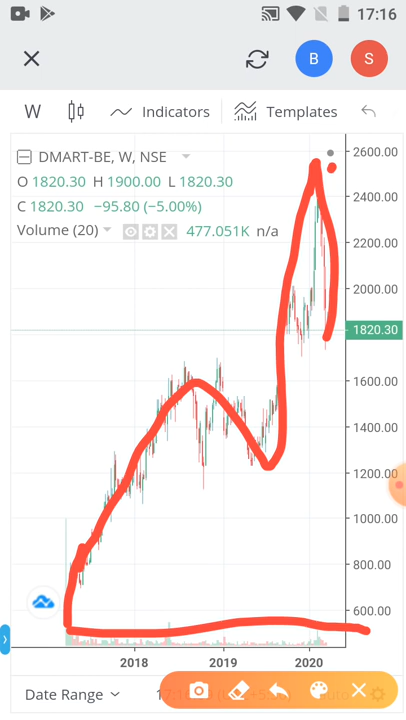 17:16
B
S
W
Indicators
Templates
DMART-BE, W, NSE
O 1820.30 H 1900.00 L 1820.30
C 1820.30 −95.80 (−5.00%)
Volume (20)
477.051K n/a
2600.00
2400.00
2200.00
2000.00
1820.30
1600.00
1400.00
1200.00
1000.00
800.00
600.00
2018
2019
2020
Date Range